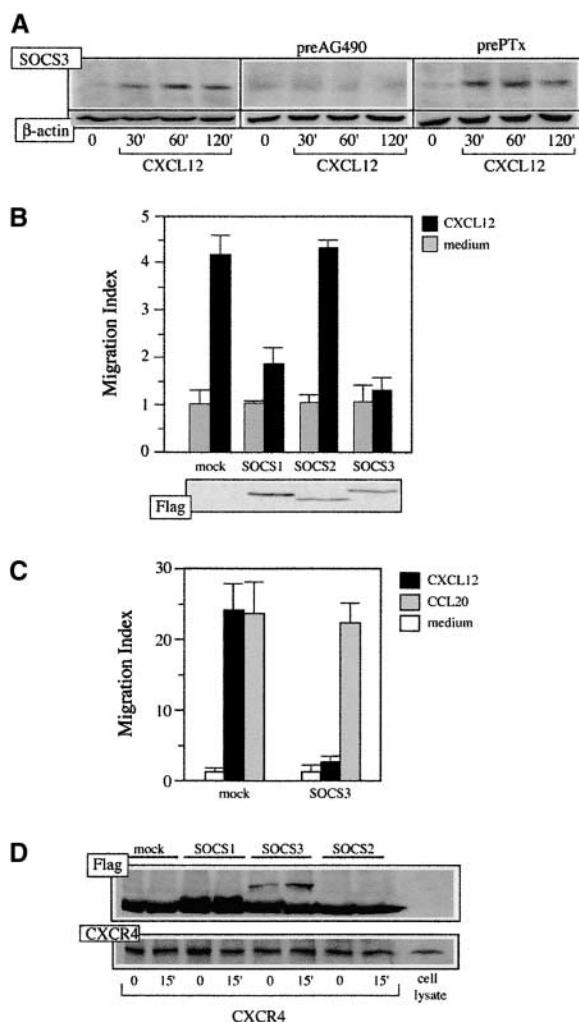 A
preAG490 prePTx
SOCS3
β-actin
0 30' 60' 120' 0 30' 60' 120' 0 30' 60' 120'
CXCL12 CXCL12 CXCL12
B
5
4
3
2
1
0
Migration Index
CXCL12
medium
mock SOCS1 SOCS2 SOCS3
Flag
C
30
20
10
0
Migration Index
CXCL12
CCL20
medium
mock SOCS3
D
mock SOCS1 SOCS3 SOCS2
Flag
CXCR4
0 15' 0 15' 0 15' 0 15' cell
lysate
CXCR4